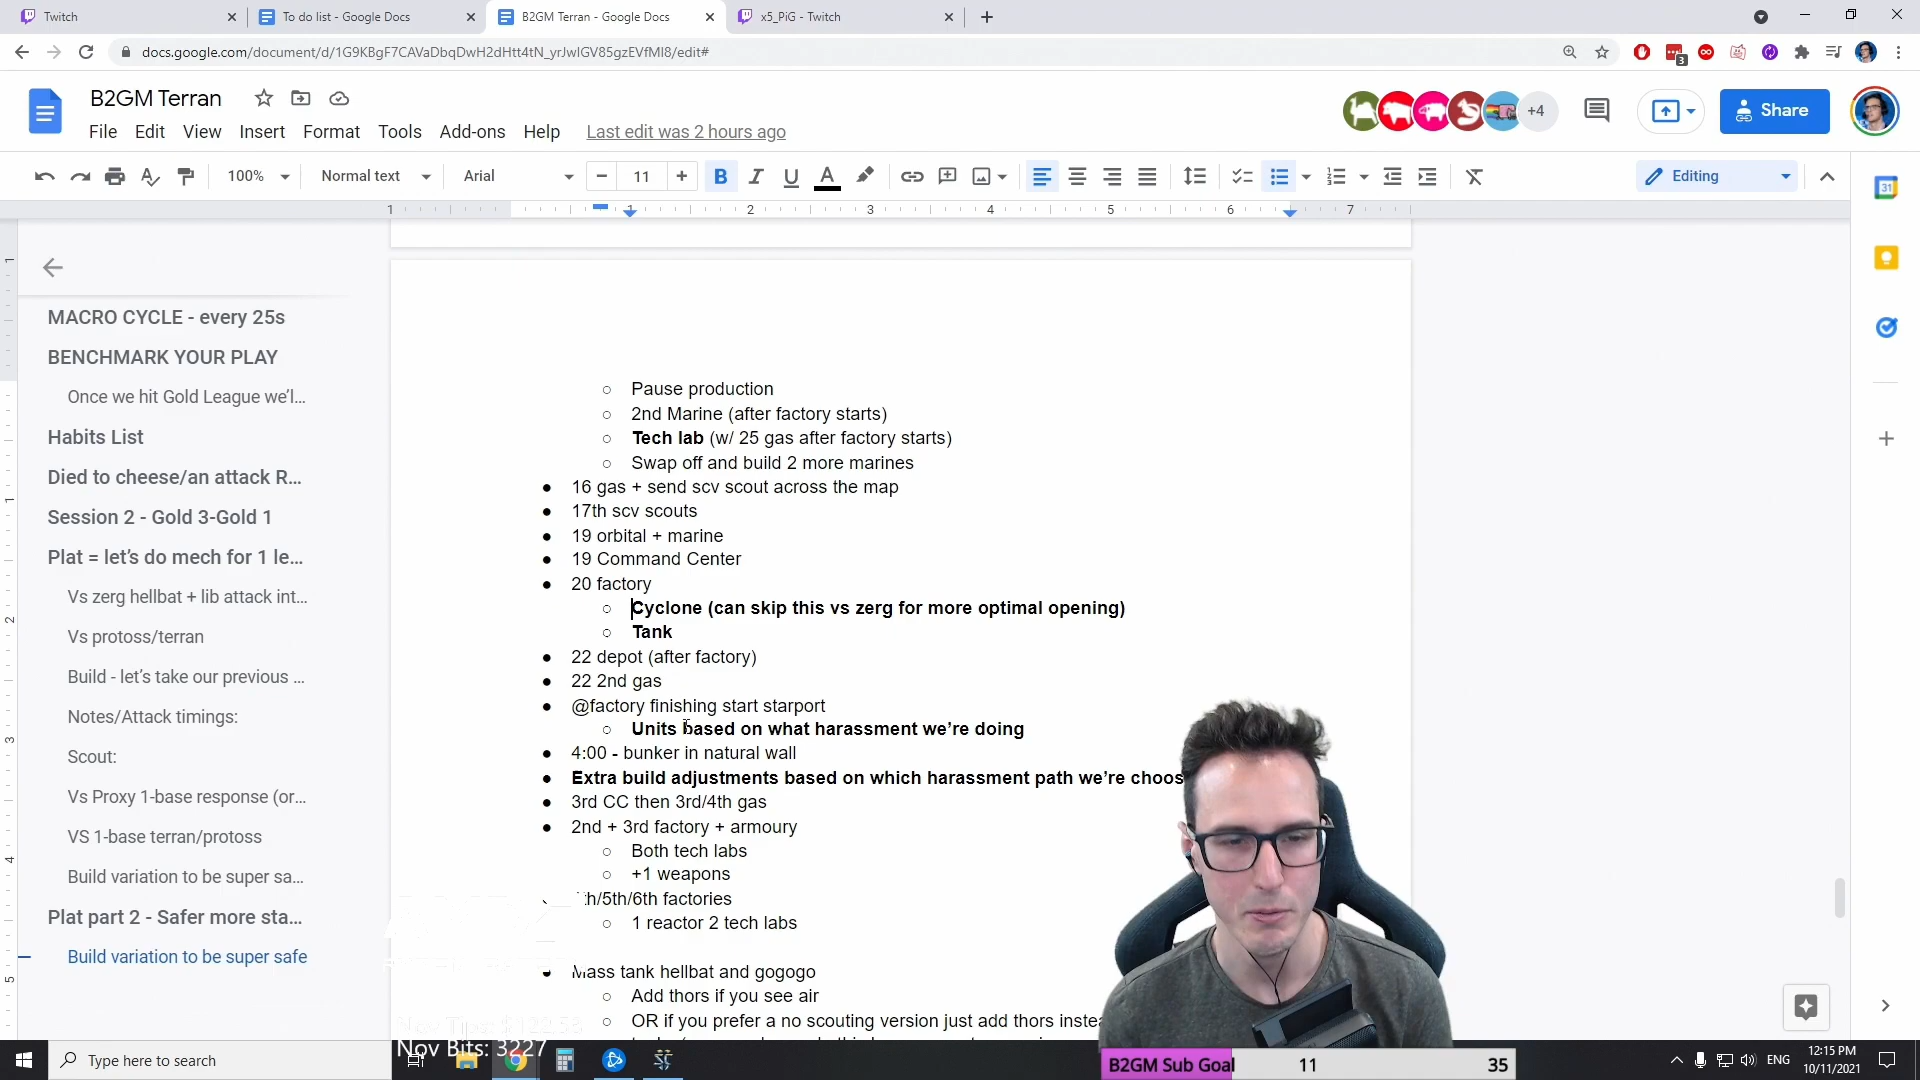 Twitch
To do list - Google Docs
B2GM Terran - Google Docs
x5_PiG - Twitch
docs.google.com/document/d/1G9KBgF7CAVaDbqDwH2dHtt4tN_yrJwIGV85gzEVfMI8/edit#
3
B2GM Terran
+4
Share
File Edit View Insert Format Tools Add-ons Help Last edit was 2 hours ago
100% Normal text Arial 11 B I U A Editing
1 1 2 3 4 5 6 7
31
MACRO CYCLE - every 25s
BENCHMARK YOUR PLAY
Once we hit Gold League we'l...
Habits List
Died to cheese/an attack R...
Session 2 - Gold 3-Gold 1
Plat = let's do mech for 1 le...
Vs zerg hellbat + lib attack int...
Vs protoss/terran
Build - let's take our previous ...
Notes/Attack timings:
Scout:
Vs Proxy 1-base response (or...
VS 1-base terran/protoss
Build variation to be super sa...
Plat part 2 - Safer more sta...
Build variation to be super safe
Pause production
2nd Marine (after factory starts)
Tech lab (w/ 25 gas after factory starts)
Swap off and build 2 more marines
16 gas + send scv scout across the map
17th scv scouts
19 orbital + marine
19 Command Center
20 factory
Cyclone (can skip this vs zerg for more optimal opening)
Tank
22 depot (after factory)
22 2nd gas
@factory finishing start starport
Units based on what harassment we're doing
4:00 - bunker in natural wall
Extra build adjustments based on which harassment path we're choos
3rd CC then 3rd/4th gas
2nd + 3rd factory + armoury
Both tech labs
+1 weapons
th/5th/6th factories
1 reactor 2 tech labs
Mass tank hellbat and gogogo
Add thors if you see air
OR if you prefer a no scouting version just add thors inste
Nov Bits: 3227
Type here to search
B2GM Sub Goal 11 35
ENG
12:15 PM
10/11/2021